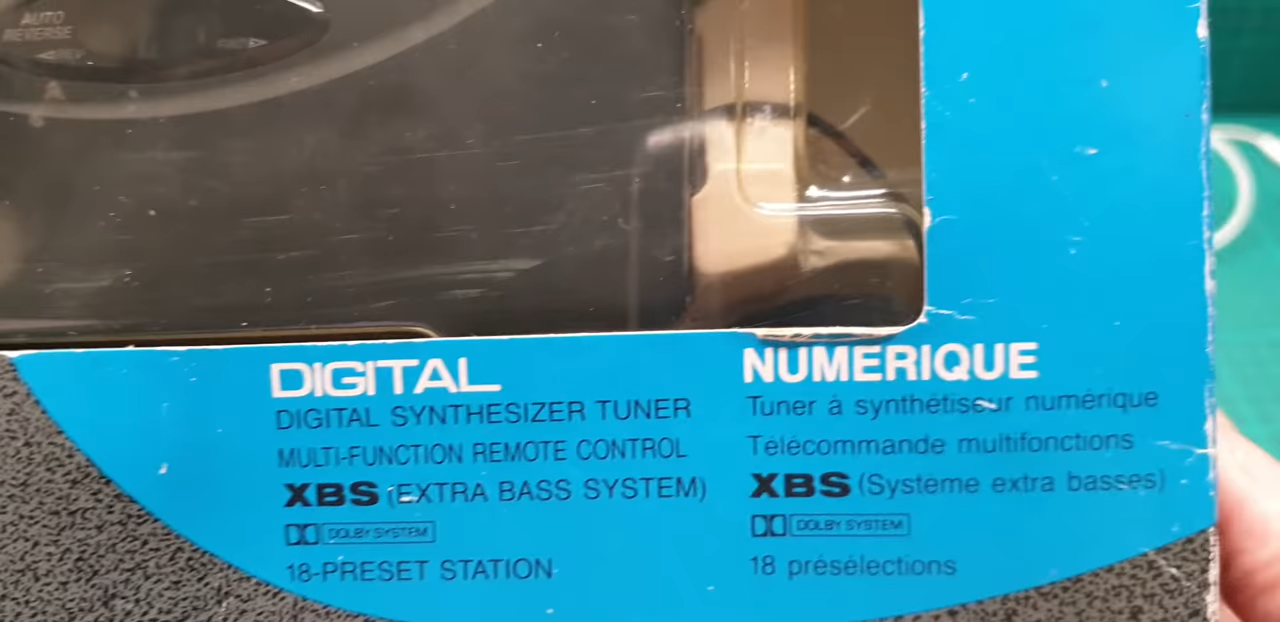 AUTO
REVERSE
DIGITAL
DIGITAL SYNTHESIZER TUNER
MULTI-FUNCTION REMOTE CONTROL
XBS (EXTRA BASS SYSTEM)
DOLBY SYSTEM
18-PRESET STATION
NUMERIQUE
Tuner à synthétiseur numérique
Télécommande multifonctions
XBS (Système extra basses)
DOLBY SYSTEM
18 présélections